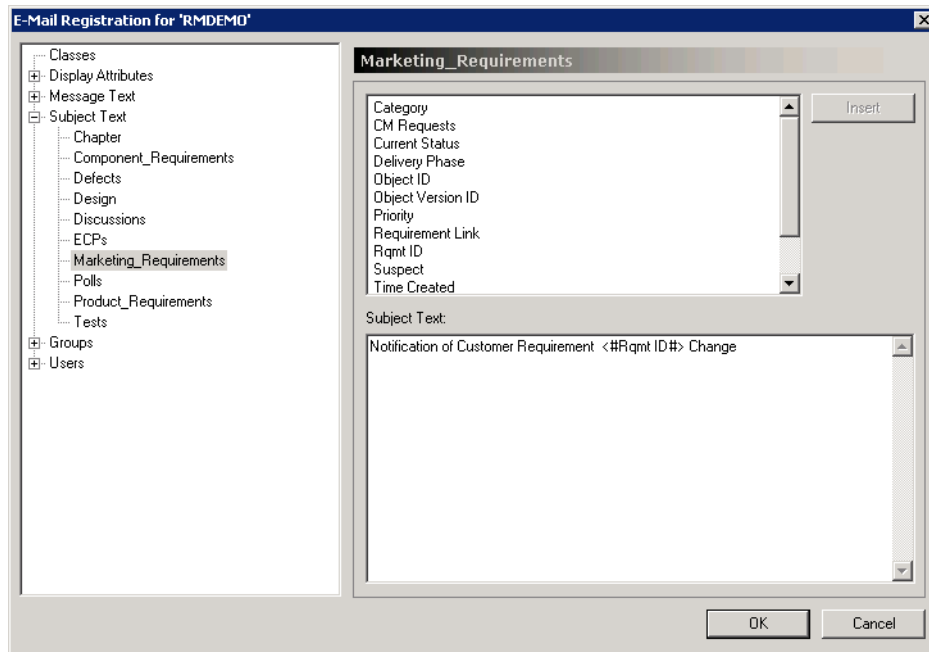 E-Mail Registration for 'RMDEMO'
Classes
Display Attributes
Message Text
Subject Text
Chapter
Component_Requirements
Defects
Design
Discussions
ECPs
Marketing_Requirements
Polls
Product_Requirements
Tests
Groups
Users
Marketing_Requirements
Category
CM Requests
Current Status
Delivery Phase
Object ID
Object Version ID
Priority
Requirement Link
Rqmt ID
Suspect
Time Created
Insert
Subject Text:
Notification of Customer Requirement  <#Rqmt ID#> Change
OK
Cancel